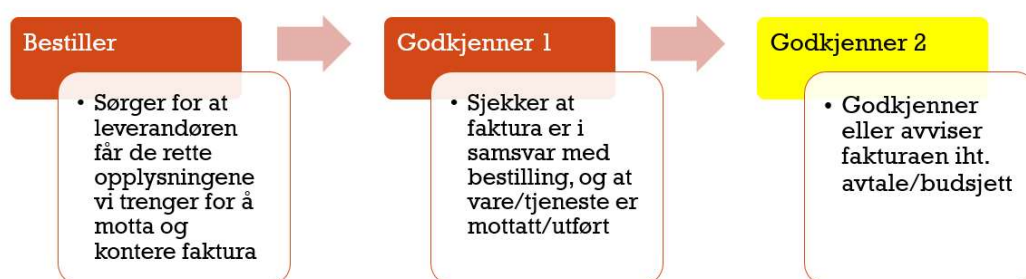 Bestiller
• Sørger for at
leverandøren
får de rette
opplysningene
vi trenger for å
motta og
kontere faktura
Godkjenner 1
• Sjekker at
faktura er i
samsvar med
bestilling, og at
vare/tjeneste er
mottatt/utført
Godkjenner 2
• Godkjenner
eller avviser
fakturaen iht.
avtale/budsjett